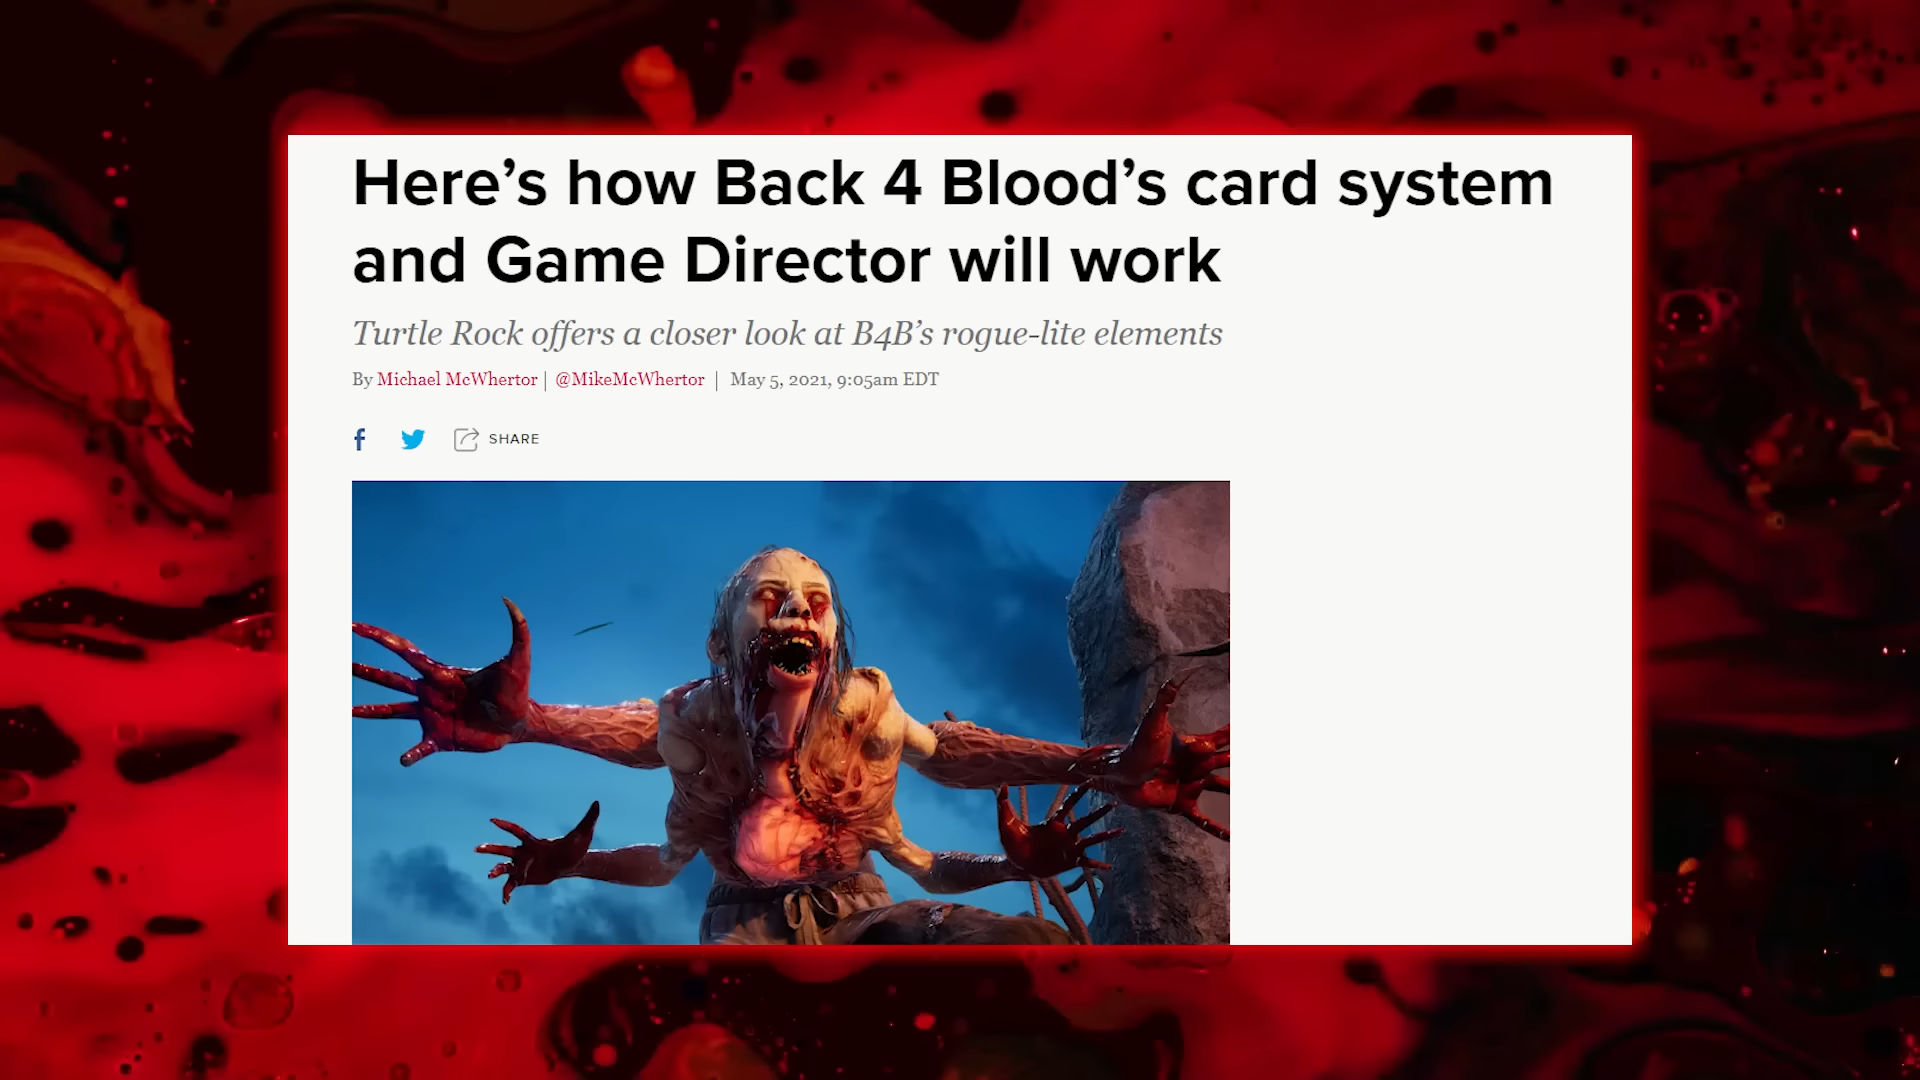 Here’s how Back 4 Blood’s card system
and Game Director will work
Turtle Rock offers a closer look at B4B’s rogue-lite elements
By Michael McWhertor | @MikeMcWhertor | May 5, 2021, 9:05am EDT
SHARE